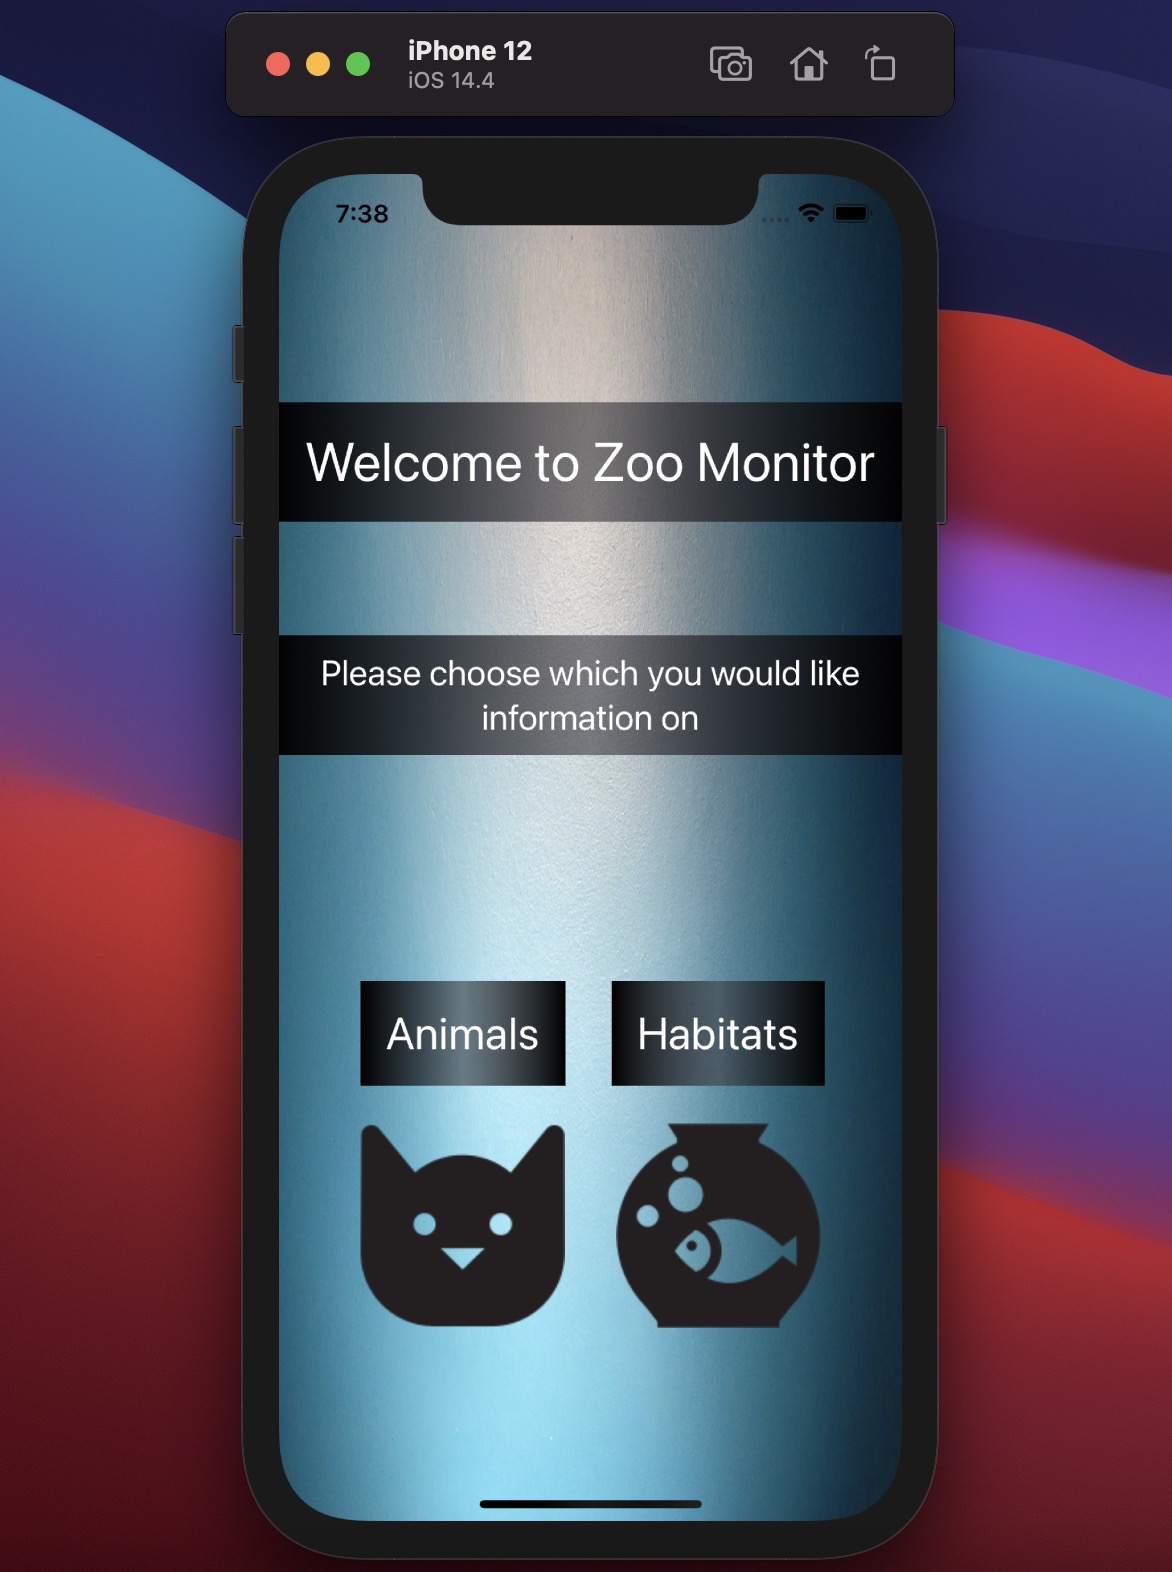 iPhone 12
iOS 14.4
7:38
Welcome to Zoo Monitor
Please choose which you would like
information on
Animals
Habitats